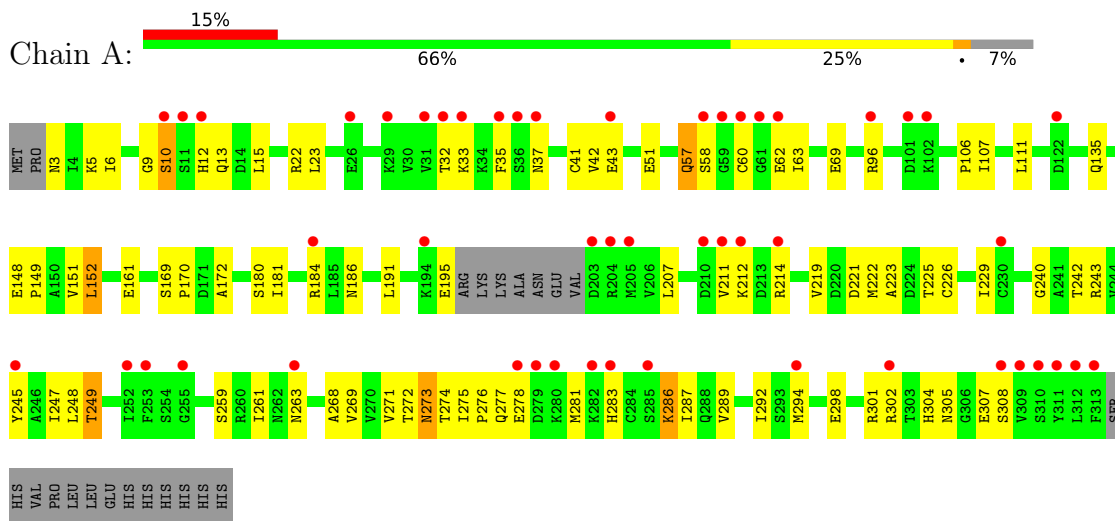 15%
Chain A:
66% 25% • 7%
MET PRO N3 I4 K5 I6 G9 S10 S11 H12 Q13 D14 L15 R22 L23 E26 K29 V30 V31 T32 K33 K34 F35 S36 N37 C41 V42 E43 E51 Q57 S58 G59 C60 G61 E62 I63 E69 R96 D101 K102 P106 I107 L111 D122 Q135
E148 P149 A150 V151 L152 E161 S169 P170 D171 A172 S180 I181 R184 L185 N186 L191 K194 E195 ARG LYS LYS ALA ASN GLU VAL D203 R204 M205 V206 L207 D210 V211 K212 D213 R214 V219 D220 D221 M222 A223 D224 T225 C226 I229 C230 G240 A241 T242 R243 V244
Y245 A246 I247 L248 T249 I252 F253 S254 G255 S259 R260 I261 N262 N263 A268 V269 V270 V271 T272 N273 T274 I275 P276 Q277 E278 D279 K280 M281 K282 H283 C284 S285 K286 I287 Q288 V289 I292 S293 M294 E298 R301 R302 T303 H304 N305 G306 E307 S308 V309 S310 Y311 L312 F313 SER
HIS VAL PRO LEU LEU GLU HIS HIS HIS HIS HIS HIS